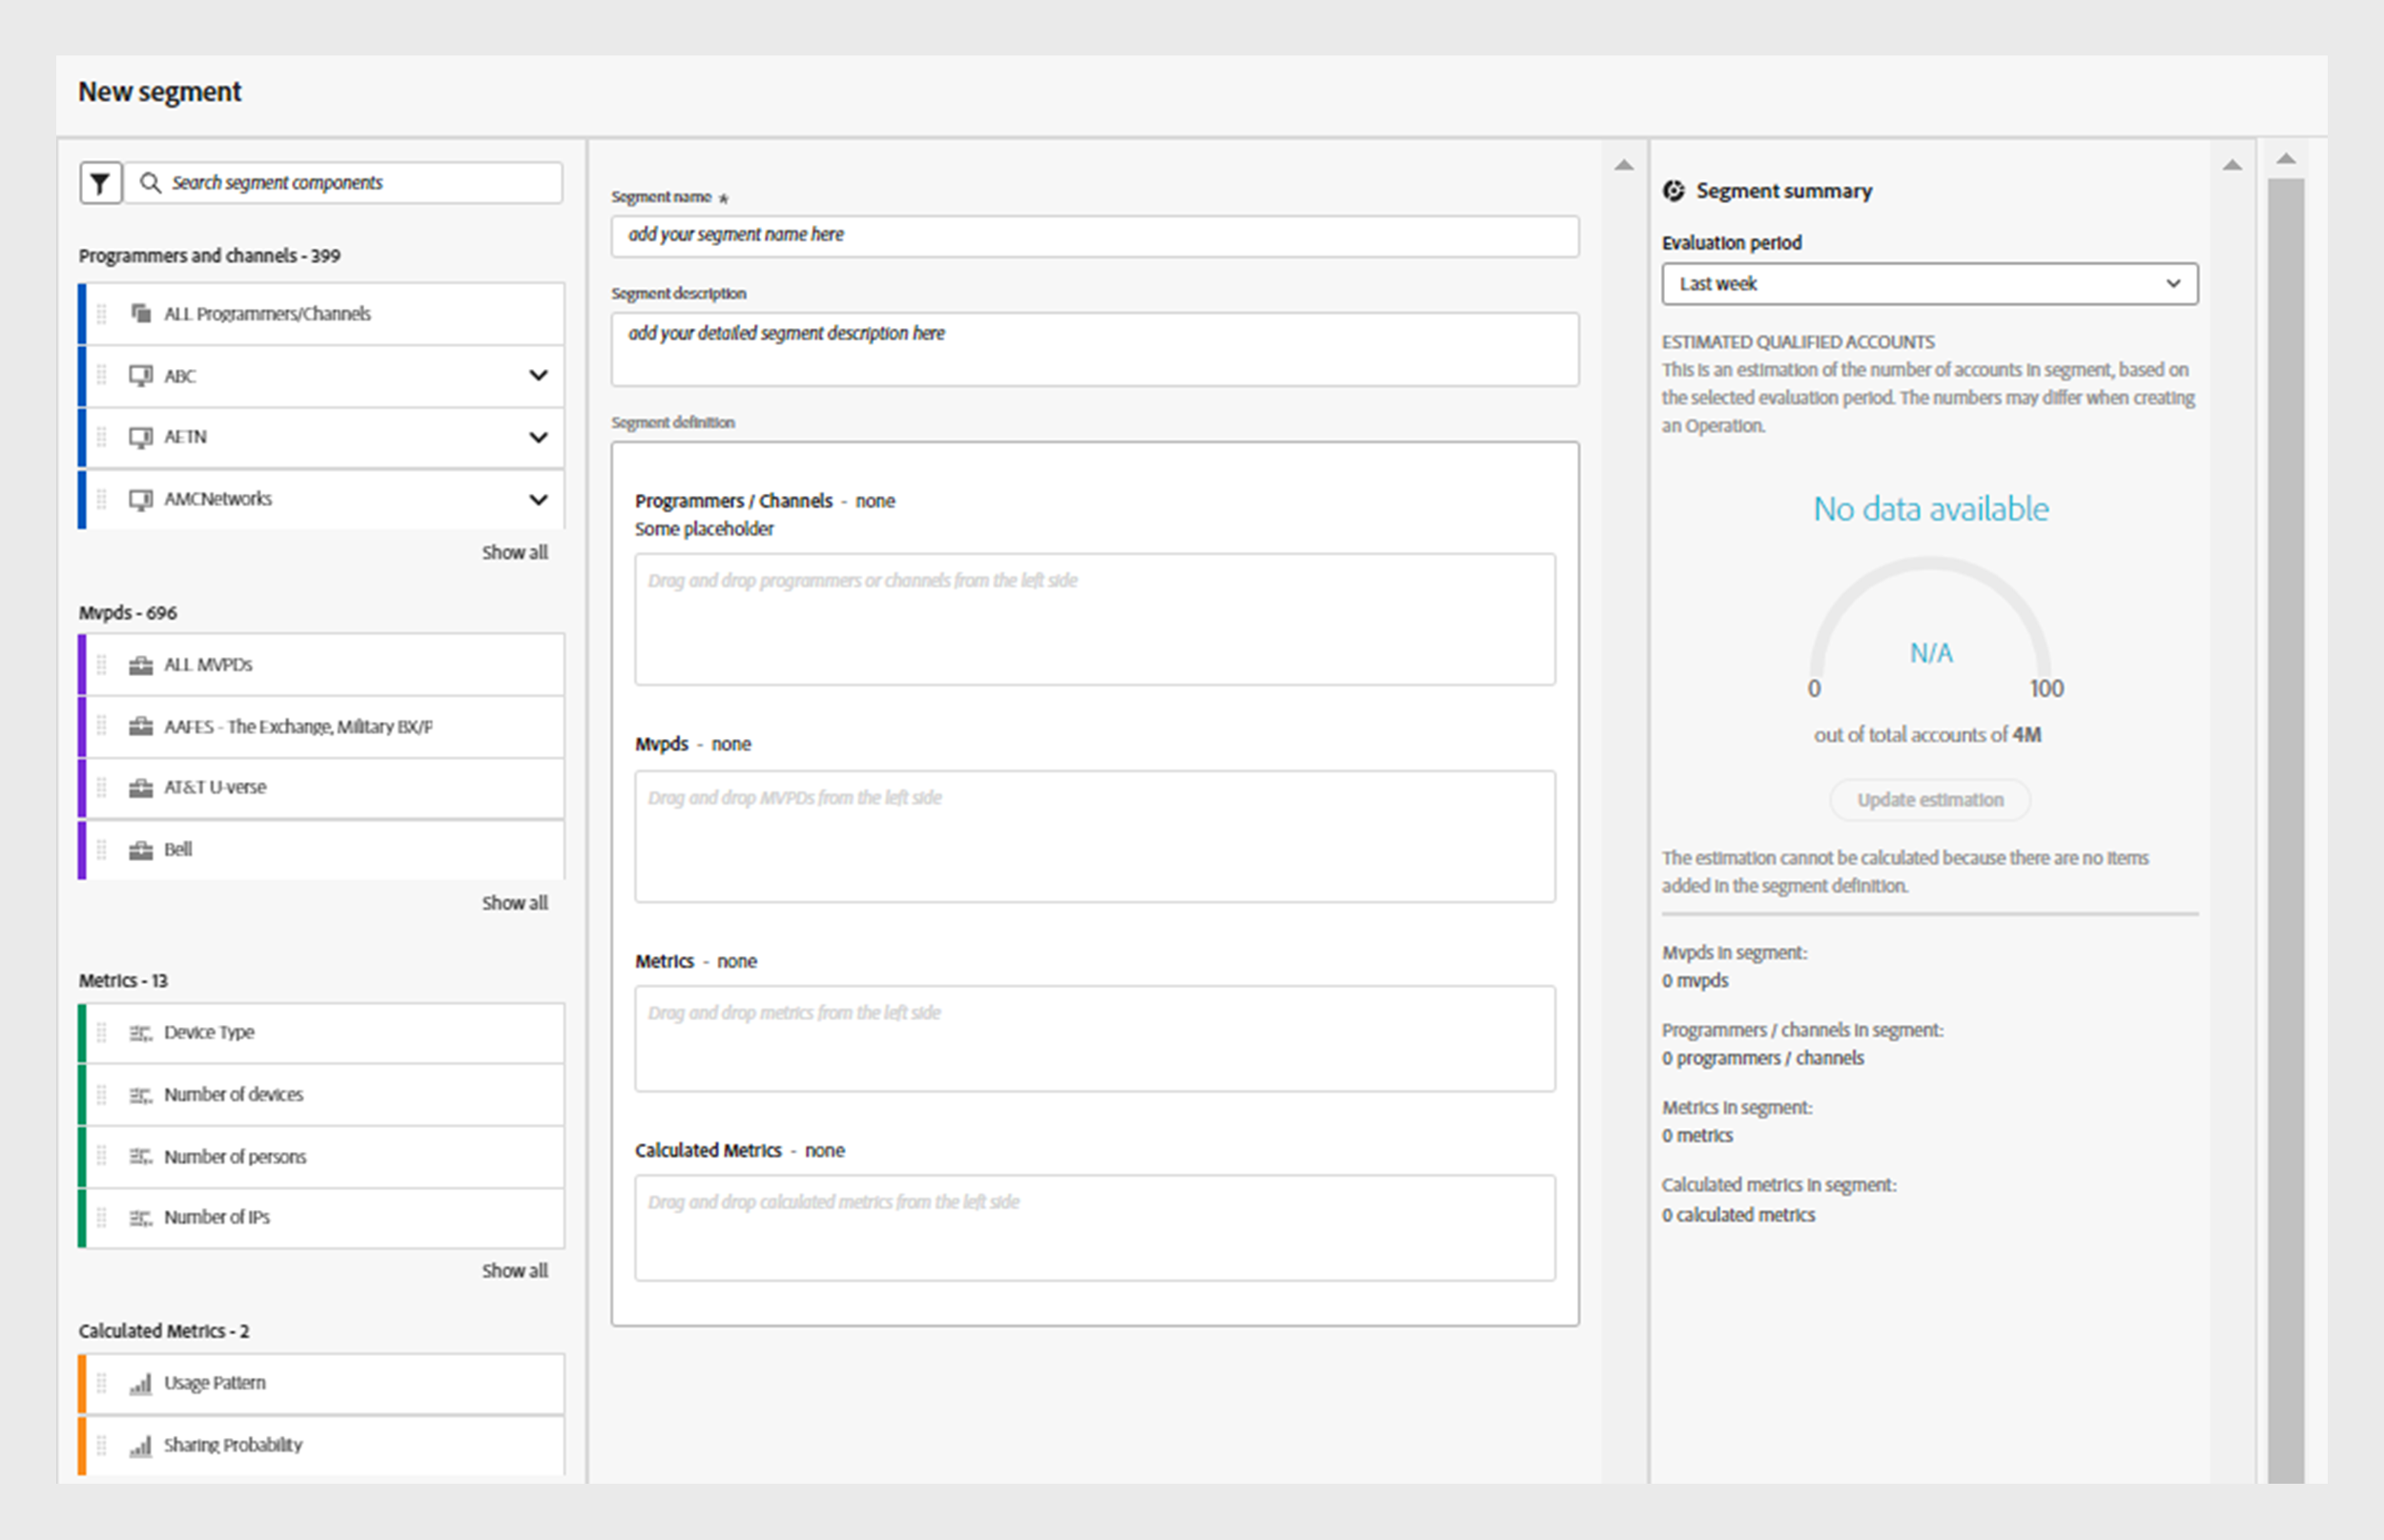 New segment
Search segment components
Programmers and channels - 399
ALL Programmers/Channels
ABC
AETN
AMCNetworks
Show all
Mvpds - 696
ALL MVPDs
AAFES - The Exchange, Military BX/P
AT&T U-verse
Bell
Show all
Metrics - 13
Device Type
Number of devices
Number of persons
Number of IPs
Show all
Calculated Metrics - 2
Usage Pattern
Sharing Probability
Segment name *
add your segment name here
Segment description
add your detailed segment description here
Segment definition
Programmers / Channels - none
Some placeholder
Drag and drop programmers or channels from the left side
Mvpds - none
Drag and drop MVPDs from the left side
Metrics - none
Drag and drop metrics from the left side
Calculated Metrics - none
Drag and drop calculated metrics from the left side
Segment summary
Evaluation period
Last week
ESTIMATED QUALIFIED ACCOUNTS
This is an estimation of the number of accounts in segment, based on
the selected evaluation period. The numbers may differ when creating
an Operation.
No data available
N/A
0 100
out of total accounts of 4M
Update estimation
The estimation cannot be calculated because there are no items
added in the segment definition.
Mvpds in segment:
0 mvpds
Programmers / channels in segment:
0 programmers / channels
Metrics in segment:
0 metrics
Calculated metrics in segment:
0 calculated metrics